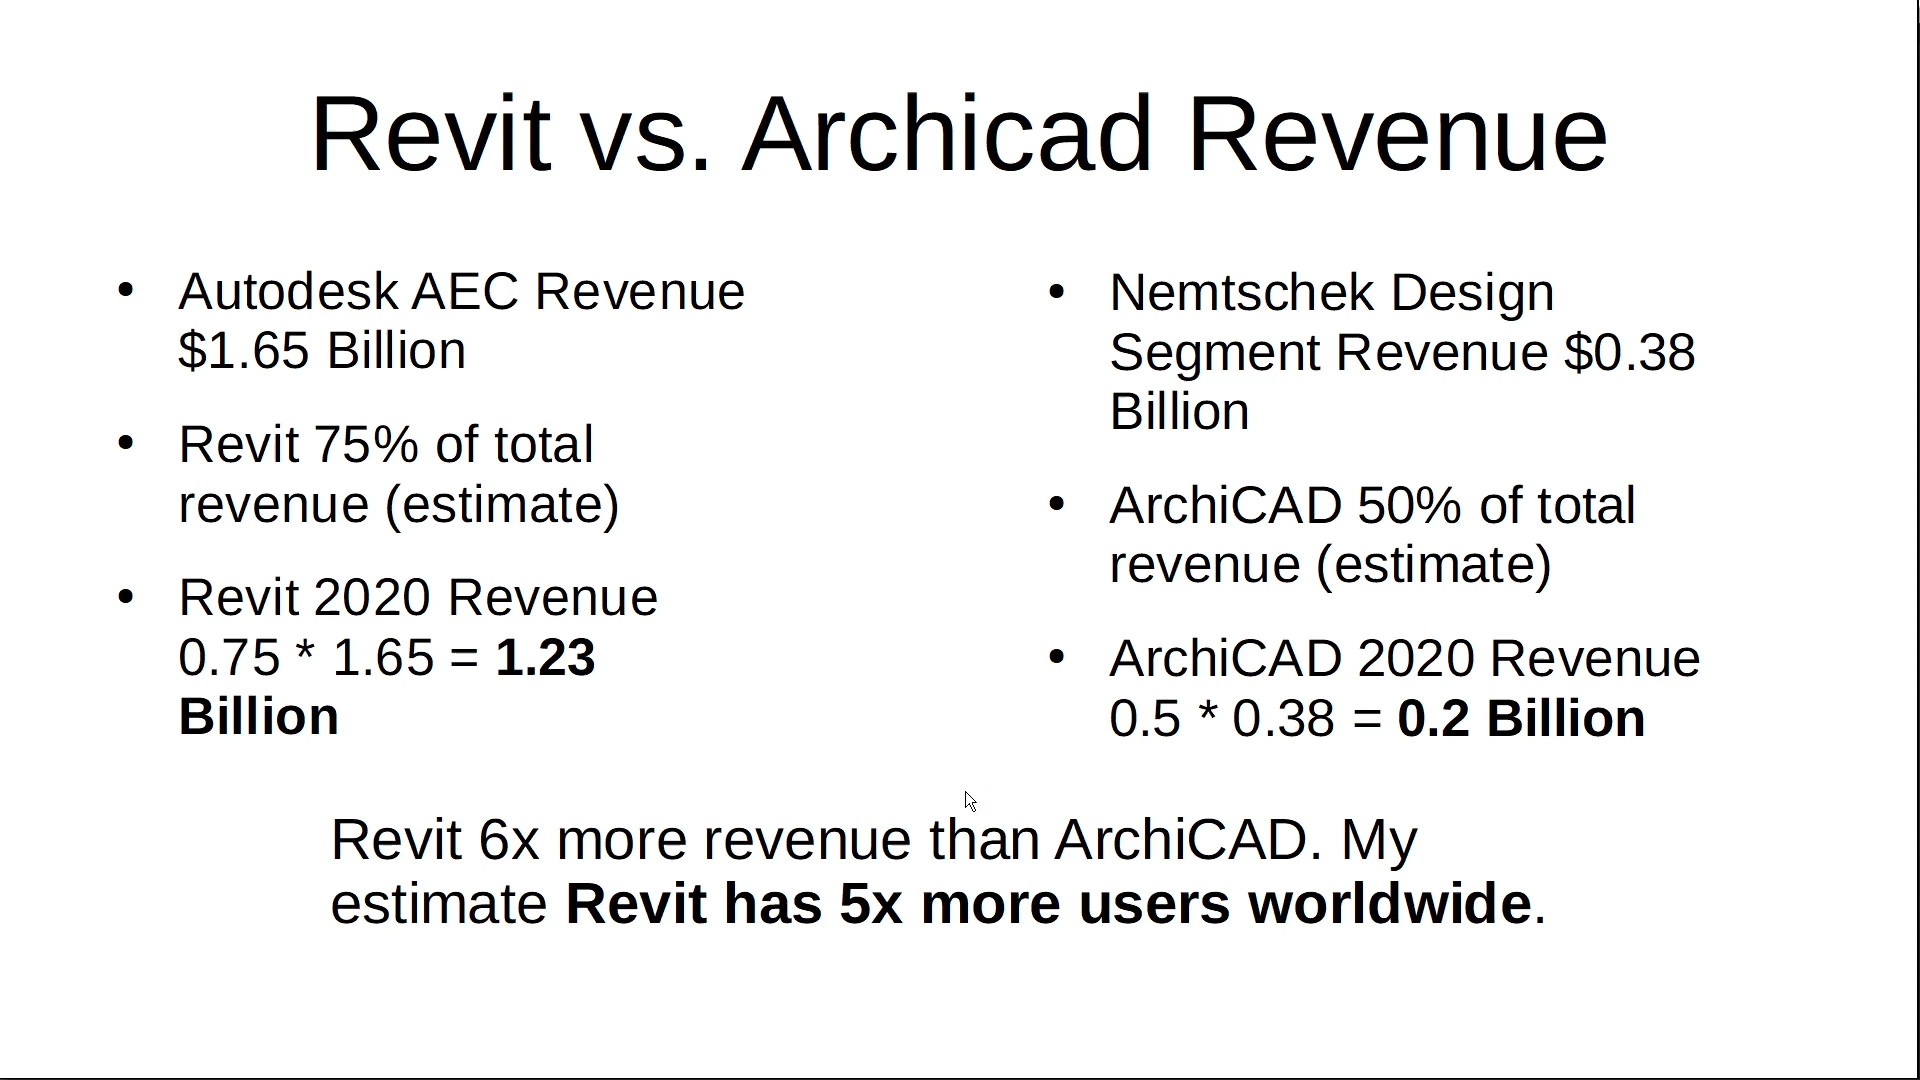 Revit vs. Archicad Revenue
• Autodesk AEC Revenue
$1.65 Billion
• Revit 75% of total
revenue (estimate)
• Revit 2020 Revenue
0.75 * 1.65 = 1.23
Billion
• Nemtschek Design
Segment Revenue $0.38
Billion
• ArchiCAD 50% of total
revenue (estimate)
• ArchiCAD 2020 Revenue
0.5 * 0.38 = 0.2 Billion
Revit 6x more revenue than ArchiCAD. My
estimate Revit has 5x more users worldwide.